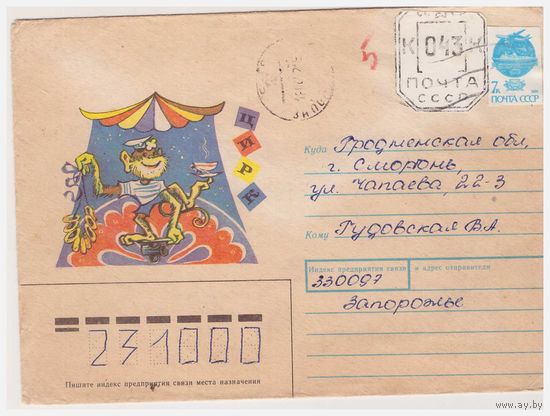 К 043 Ч
ПОЧТА
СССР
7к
ПОЧТА СССР
ЦИРК
Куда Гродненская обл,
г. Сморгонь,
ул. Чапаева, 22-3
Кому Гудовская В.А.
Индекс предприятия связи и адрес отправителя
330097
Запорожье
231000
Пишите индекс предприятия связи места назначения
www.ay.by